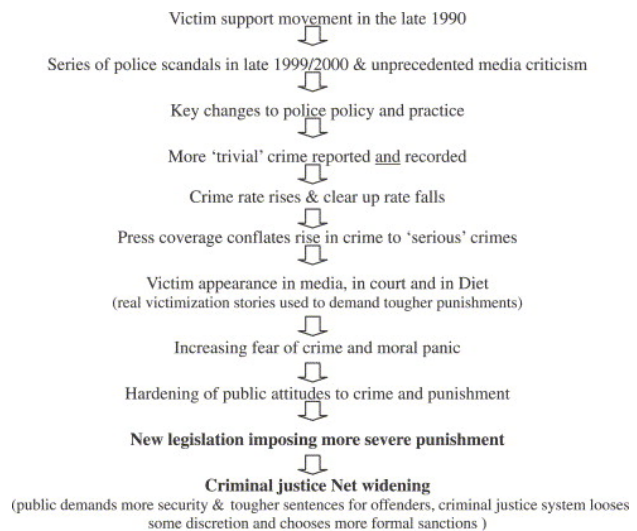 Victim support movement in the late 1990
Series of police scandals in late 1999/2000 & unprecedented media criticism
Key changes to police policy and practice
More ‘trivial’ crime reported and recorded
Crime rate rises & clear up rate falls
Press coverage conflates rise in crime to ‘serious’ crimes
Victim appearance in media, in court and in Diet
(real victimization stories used to demand tougher punishments)
Increasing fear of crime and moral panic
Hardening of public attitudes to crime and punishment
New legislation imposing more severe punishment
Criminal justice Net widening
(public demands more security & tougher sentences for offenders, criminal justice system looses
some discretion and chooses more formal sanctions )